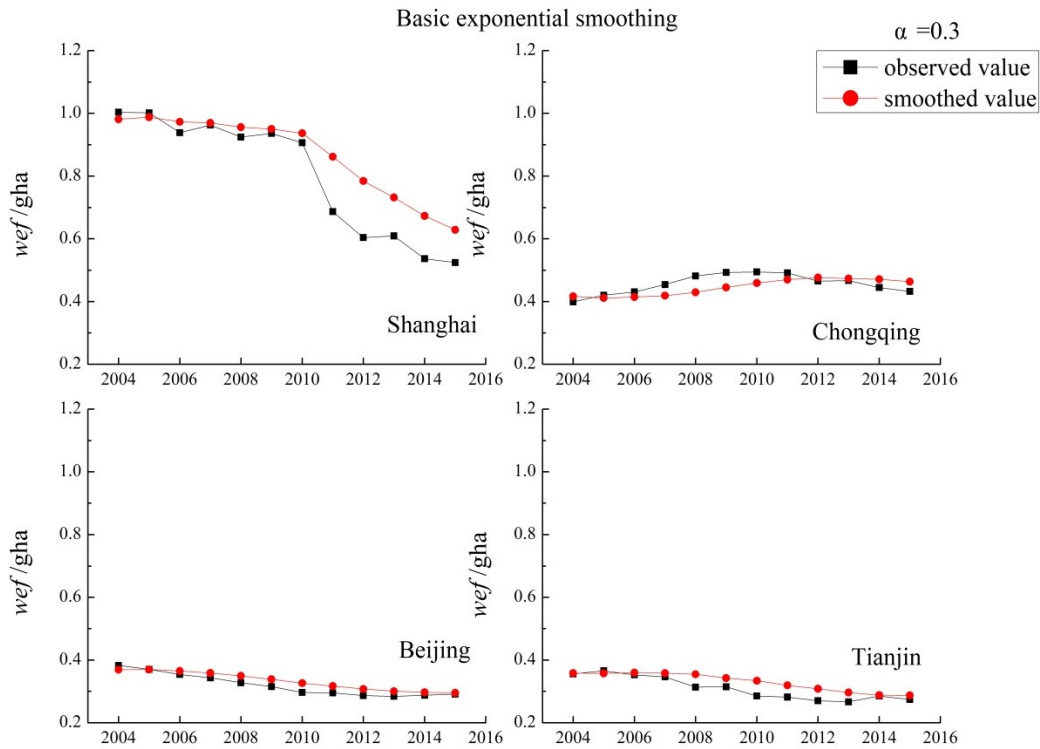 Basic exponential smoothing
α =0.3
observed value
smoothed value
1.2
1.0
0.8
0.6
0.4
0.2
wef /gha
Shanghai
2004 2006 2008 2010 2012 2014 2016
1.2
1.0
0.8
0.6
0.4
0.2
wef /gha
Chongqing
2004 2006 2008 2010 2012 2014 2016
1.2
1.0
0.8
0.6
0.4
0.2
wef /gha
Beijing
2004 2006 2008 2010 2012 2014 2016
1.2
1.0
0.8
0.6
0.4
0.2
wef /gha
Tianjin
2004 2006 2008 2010 2012 2014 2016